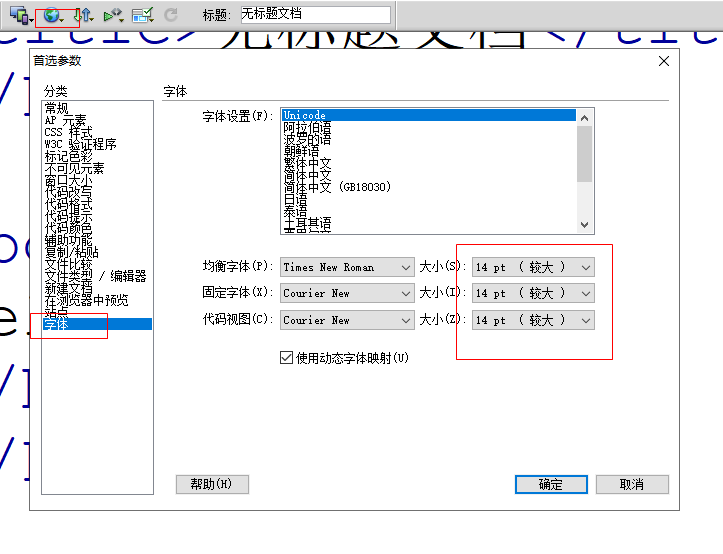 标题: 无标题文档
title>无标题文档</tit
首选参数
分类
常规
AP 元素
CSS 样式
W3C 验证程序
标记色彩
不可见元素
窗口大小
代码改写
代码格式
代码提示
代码颜色
辅助功能
复制/粘贴
文件比较
文件类型 / 编辑器
新建文档
在浏览器中预览
站点
字体
字体
字体设置(F):
Unicode
阿拉伯语
波罗的语
朝鲜语
繁体中文
简体中文
简体中文 (GB18030)
日语
泰语
土耳其语
均衡字体(P): Times New Roman 大小(S): 14 pt ( 较大 )
固定字体(X): Courier New 大小(I): 14 pt ( 较大 )
代码视图(C): Courier New 大小(Z): 14 pt ( 较大 )
使用动态字体映射(U)
帮助(H) 确定 取消